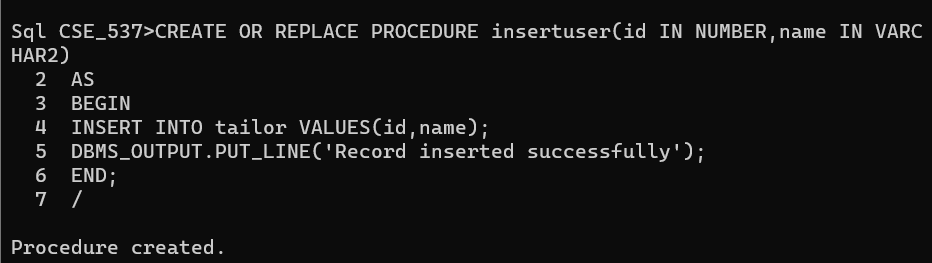 Sql CSE_537>CREATE OR REPLACE PROCEDURE insertuser(id IN NUMBER,name IN VARC
HAR2)
  2  AS
  3  BEGIN
  4  INSERT INTO tailor VALUES(id,name);
  5  DBMS_OUTPUT.PUT_LINE('Record inserted successfully');
  6  END;
  7  /
Procedure created.